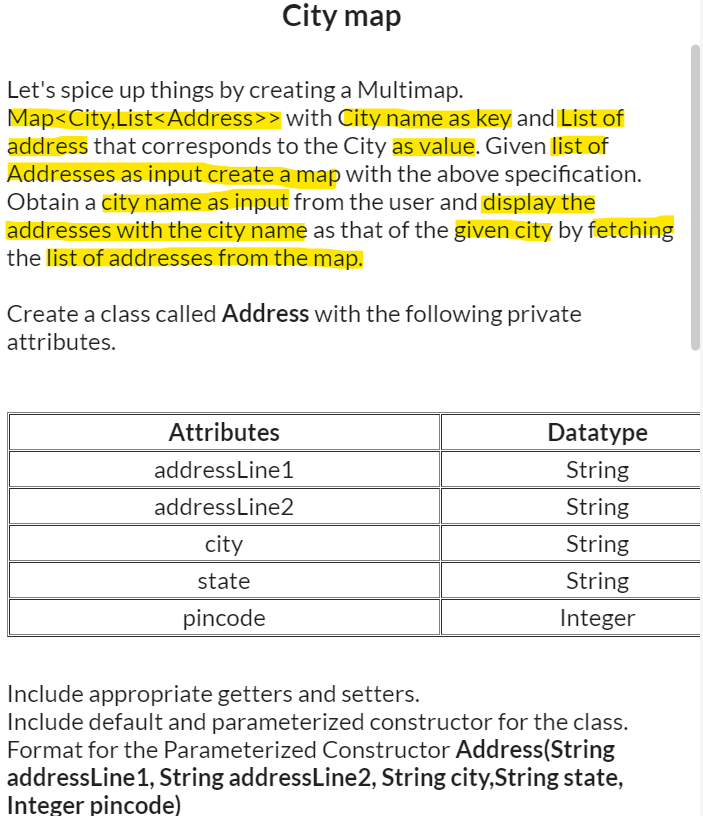 City map
Let's spice up things by creating a Multimap.
Map<City,List<Address>> with City name as key and List of
address that corresponds to the City as value. Given list of
Addresses as input create a map with the above specification.
Obtain a city name as input from the user and display the
addresses with the city name as that of the given city by fetching
the list of addresses from the map.
Create a class called Address with the following private
attributes.
Attributes Datatype
addressLine1 String
addressLine2 String
city String
state String
pincode Integer
Include appropriate getters and setters.
Include default and parameterized constructor for the class.
Format for the Parameterized Constructor Address(String
addressLine1, String addressLine2, String city,String state,
Integer pincode)